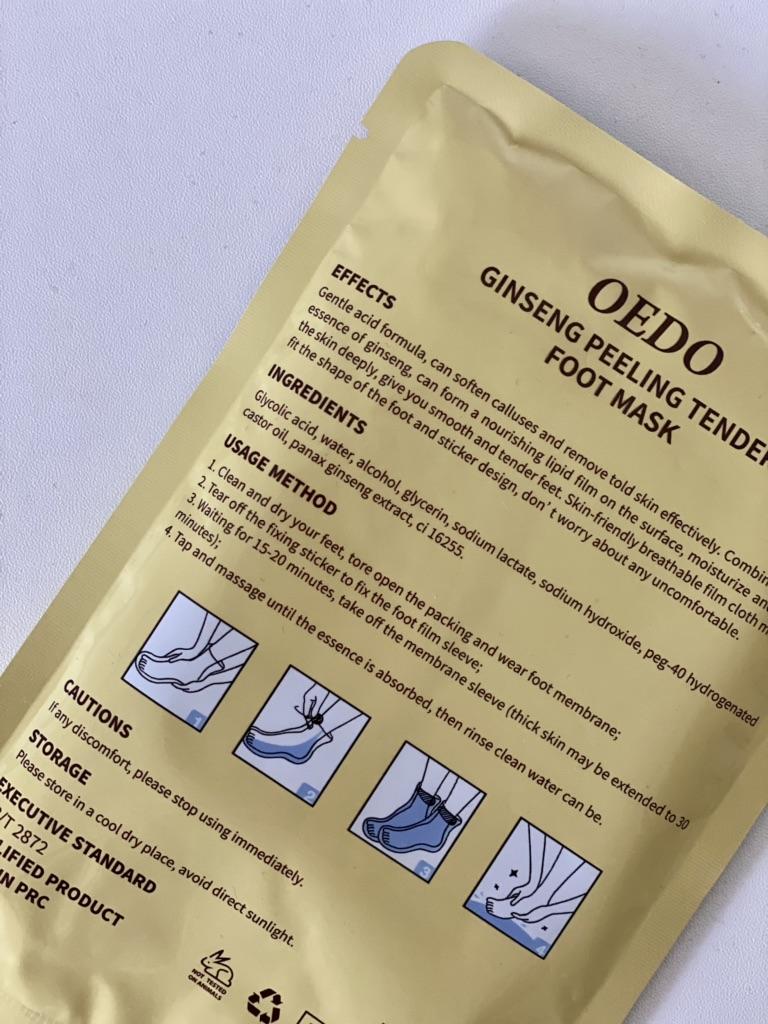 OEDO
GINSENG PEELING TENDER
FOOT MASK
EFFECTS
Gentle acid formula, can soften calluses and remove told skin effectively. Combin
essence of ginseng, can form a nourishing lipid film on the surface, moisturize and
the skin deeply, give you smooth and tender feet. Skin-friendly breathable film cloth m
fit the shape of the foot and sticker design, don't worry about any uncomfortable.
INGREDIENTS
Glycolic acid, water, alcohol, glycerin, sodium lactate, sodium hydroxide, peg-40 hydrogenated
castor oil, panax ginseng extract, ci 16255.
USAGE METHOD
1. Clean and dry your feet, tore open the packing and wear foot membrane;
2. Tear off the fixing sticker to fix the foot film sleeve;
3. Waiting for 15-20 minutes, take off the membrane sleeve (thick skin may be extended to 30
minutes);
4. Tap and massage until the essence is absorbed, then rinse clean water can be.
1
2
3
4
CAUTIONS
If any discomfort, please stop using immediately.
STORAGE
Please store in a cool dry place, avoid direct sunlight.
EXECUTIVE STANDARD
/T 2872
LIFIED PRODUCT
IN PRC
NOT TESTED
ON ANIMALS